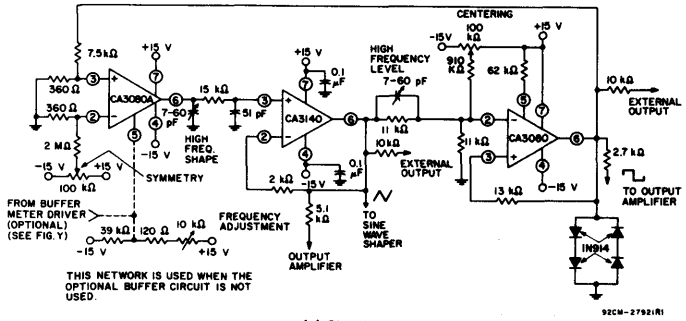 CENTERING
+15 V
-15 V
100
kΩ
+15 V
7.5 kΩ
+15 V
+15 V
0.1
μF
HIGH
FREQUENCY
LEVEL
7-60
pF
910
KΩ
62 kΩ
10 kΩ
EXTERNAL
OUTPUT
360 Ω
3
+
7
15 kΩ
CA3080A
6
7-60
pF
51
pF
3
+
7
CA3140
6
11 kΩ
5
7
2
-
CA3080
6
360 Ω
2
-
5
4
-15 V
HIGH
FREQ.
SHAPE
2
-
4
0.1
μF
-15 V
11 kΩ
10kΩ
EXTERNAL
OUTPUT
3
+
4
-15 V
13 kΩ
2.7 kΩ
TO OUTPUT
AMPLIFIER
2 MΩ
-15 V
+15 V
100 kΩ
SYMMETRY
2 kΩ
5.1
kΩ
OUTPUT
AMPLIFIER
TO
SINE
WAVE
SHAPER
FROM BUFFER
METER DRIVER
(OPTIONAL)
(SEE FIG.Y)
FREQUENCY
ADJUSTMENT
39 kΩ
-15 V
120 Ω
10 kΩ
+15 V
IN914
THIS NETWORK IS USED WHEN THE
OPTIONAL BUFFER CIRCUIT IS NOT
USED.
92CM-27921R1